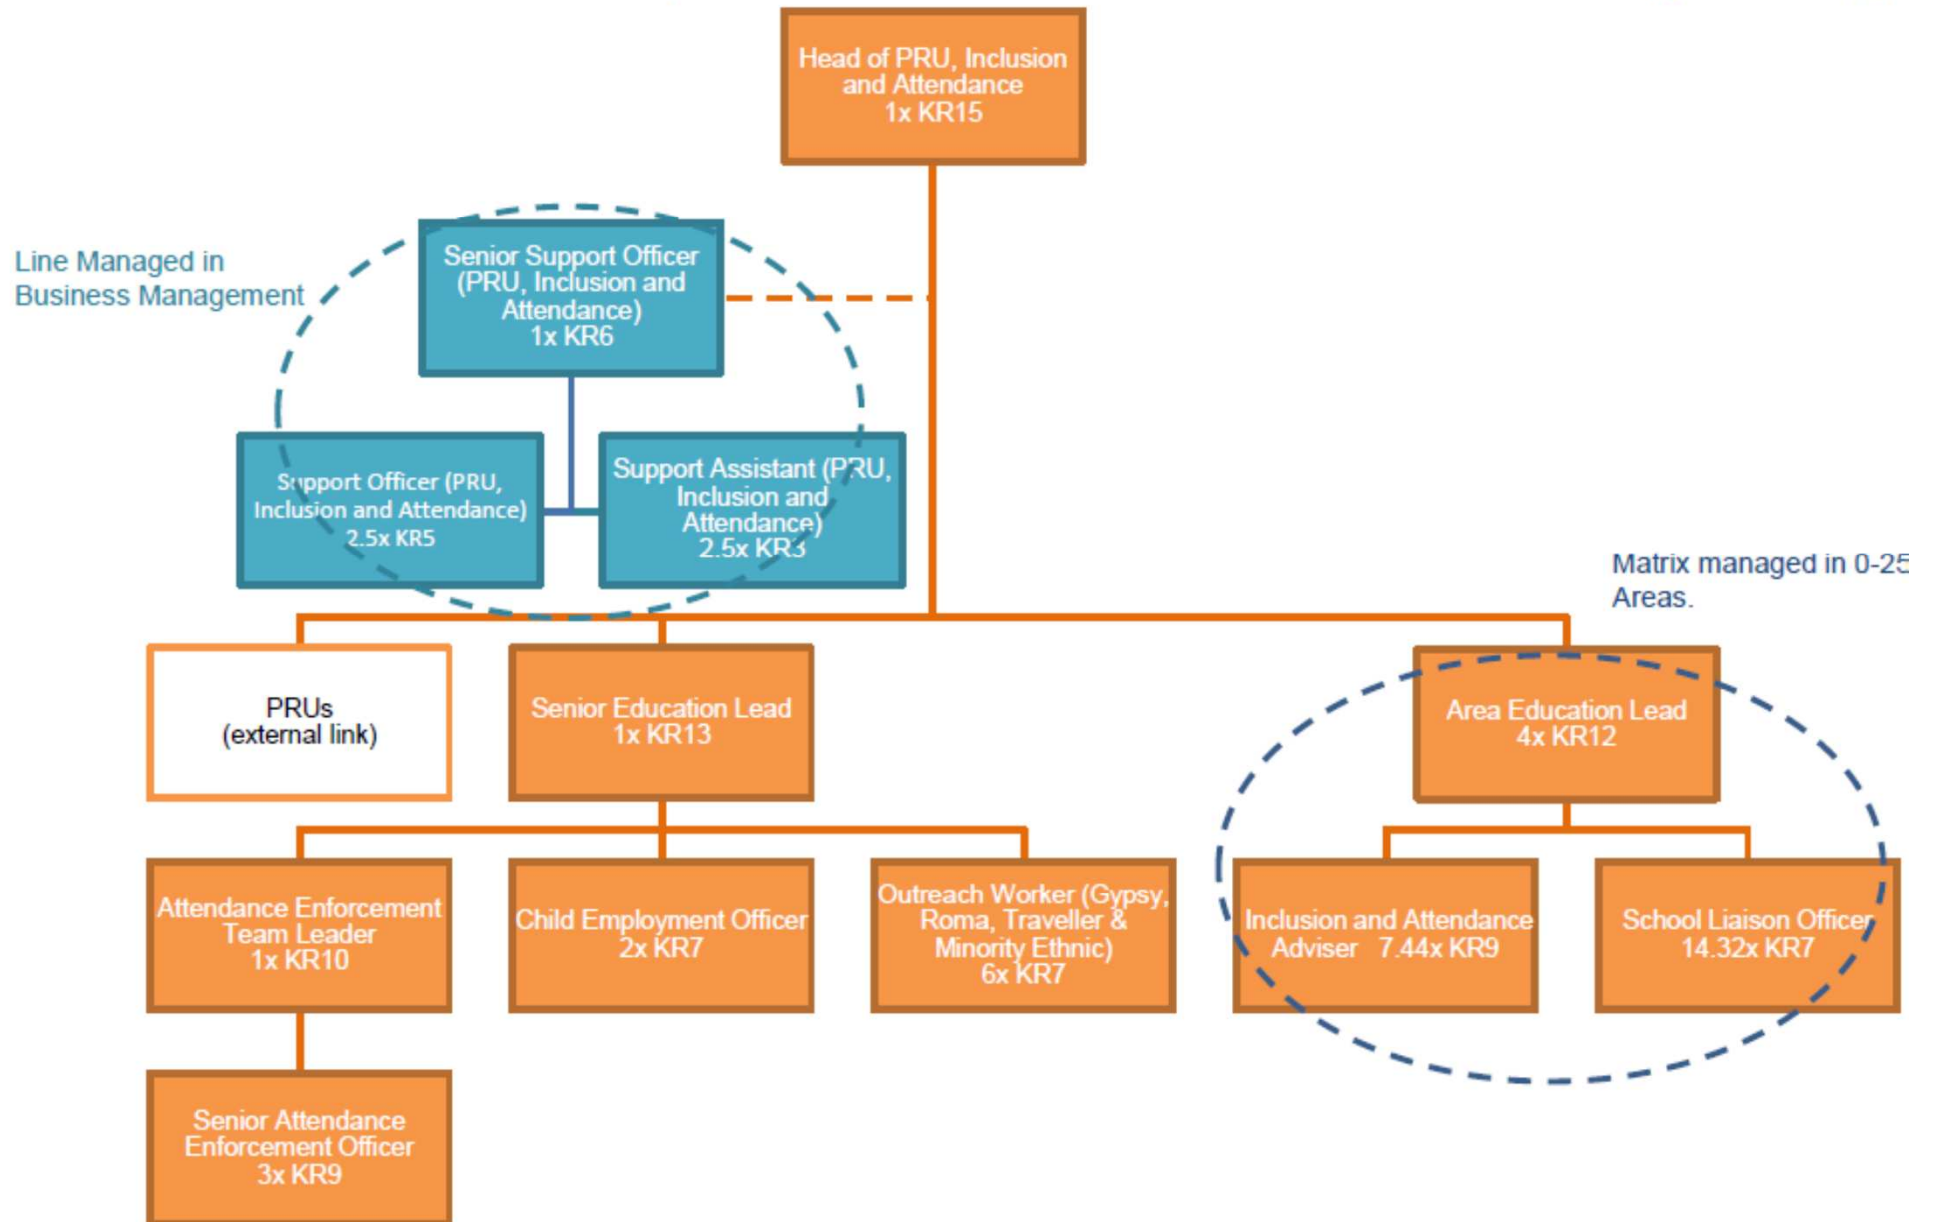 Head of PRU, Inclusion
and Attendance
1x KR15
Line Managed in
Business Management
Senior Support Officer
(PRU, Inclusion and
Attendance)
1x KR6
Support Officer (PRU,
Inclusion and Attendance)
2.5x KR5
Support Assistant (PRU,
Inclusion and
Attendance)
2.5x KR3
Matrix managed in 0-25
Areas.
PRUs
(external link)
Senior Education Lead
1x KR13
Area Education Lead
4x KR12
Attendance Enforcement
Team Leader
1x KR10
Child Employment Officer
2x KR7
Outreach Worker (Gypsy,
Roma, Traveller &
Minority Ethnic)
6x KR7
Inclusion and Attendance
Adviser 7.44x KR9
School Liaison Officer
14.32x KR7
Senior Attendance
Enforcement Officer
3x KR9